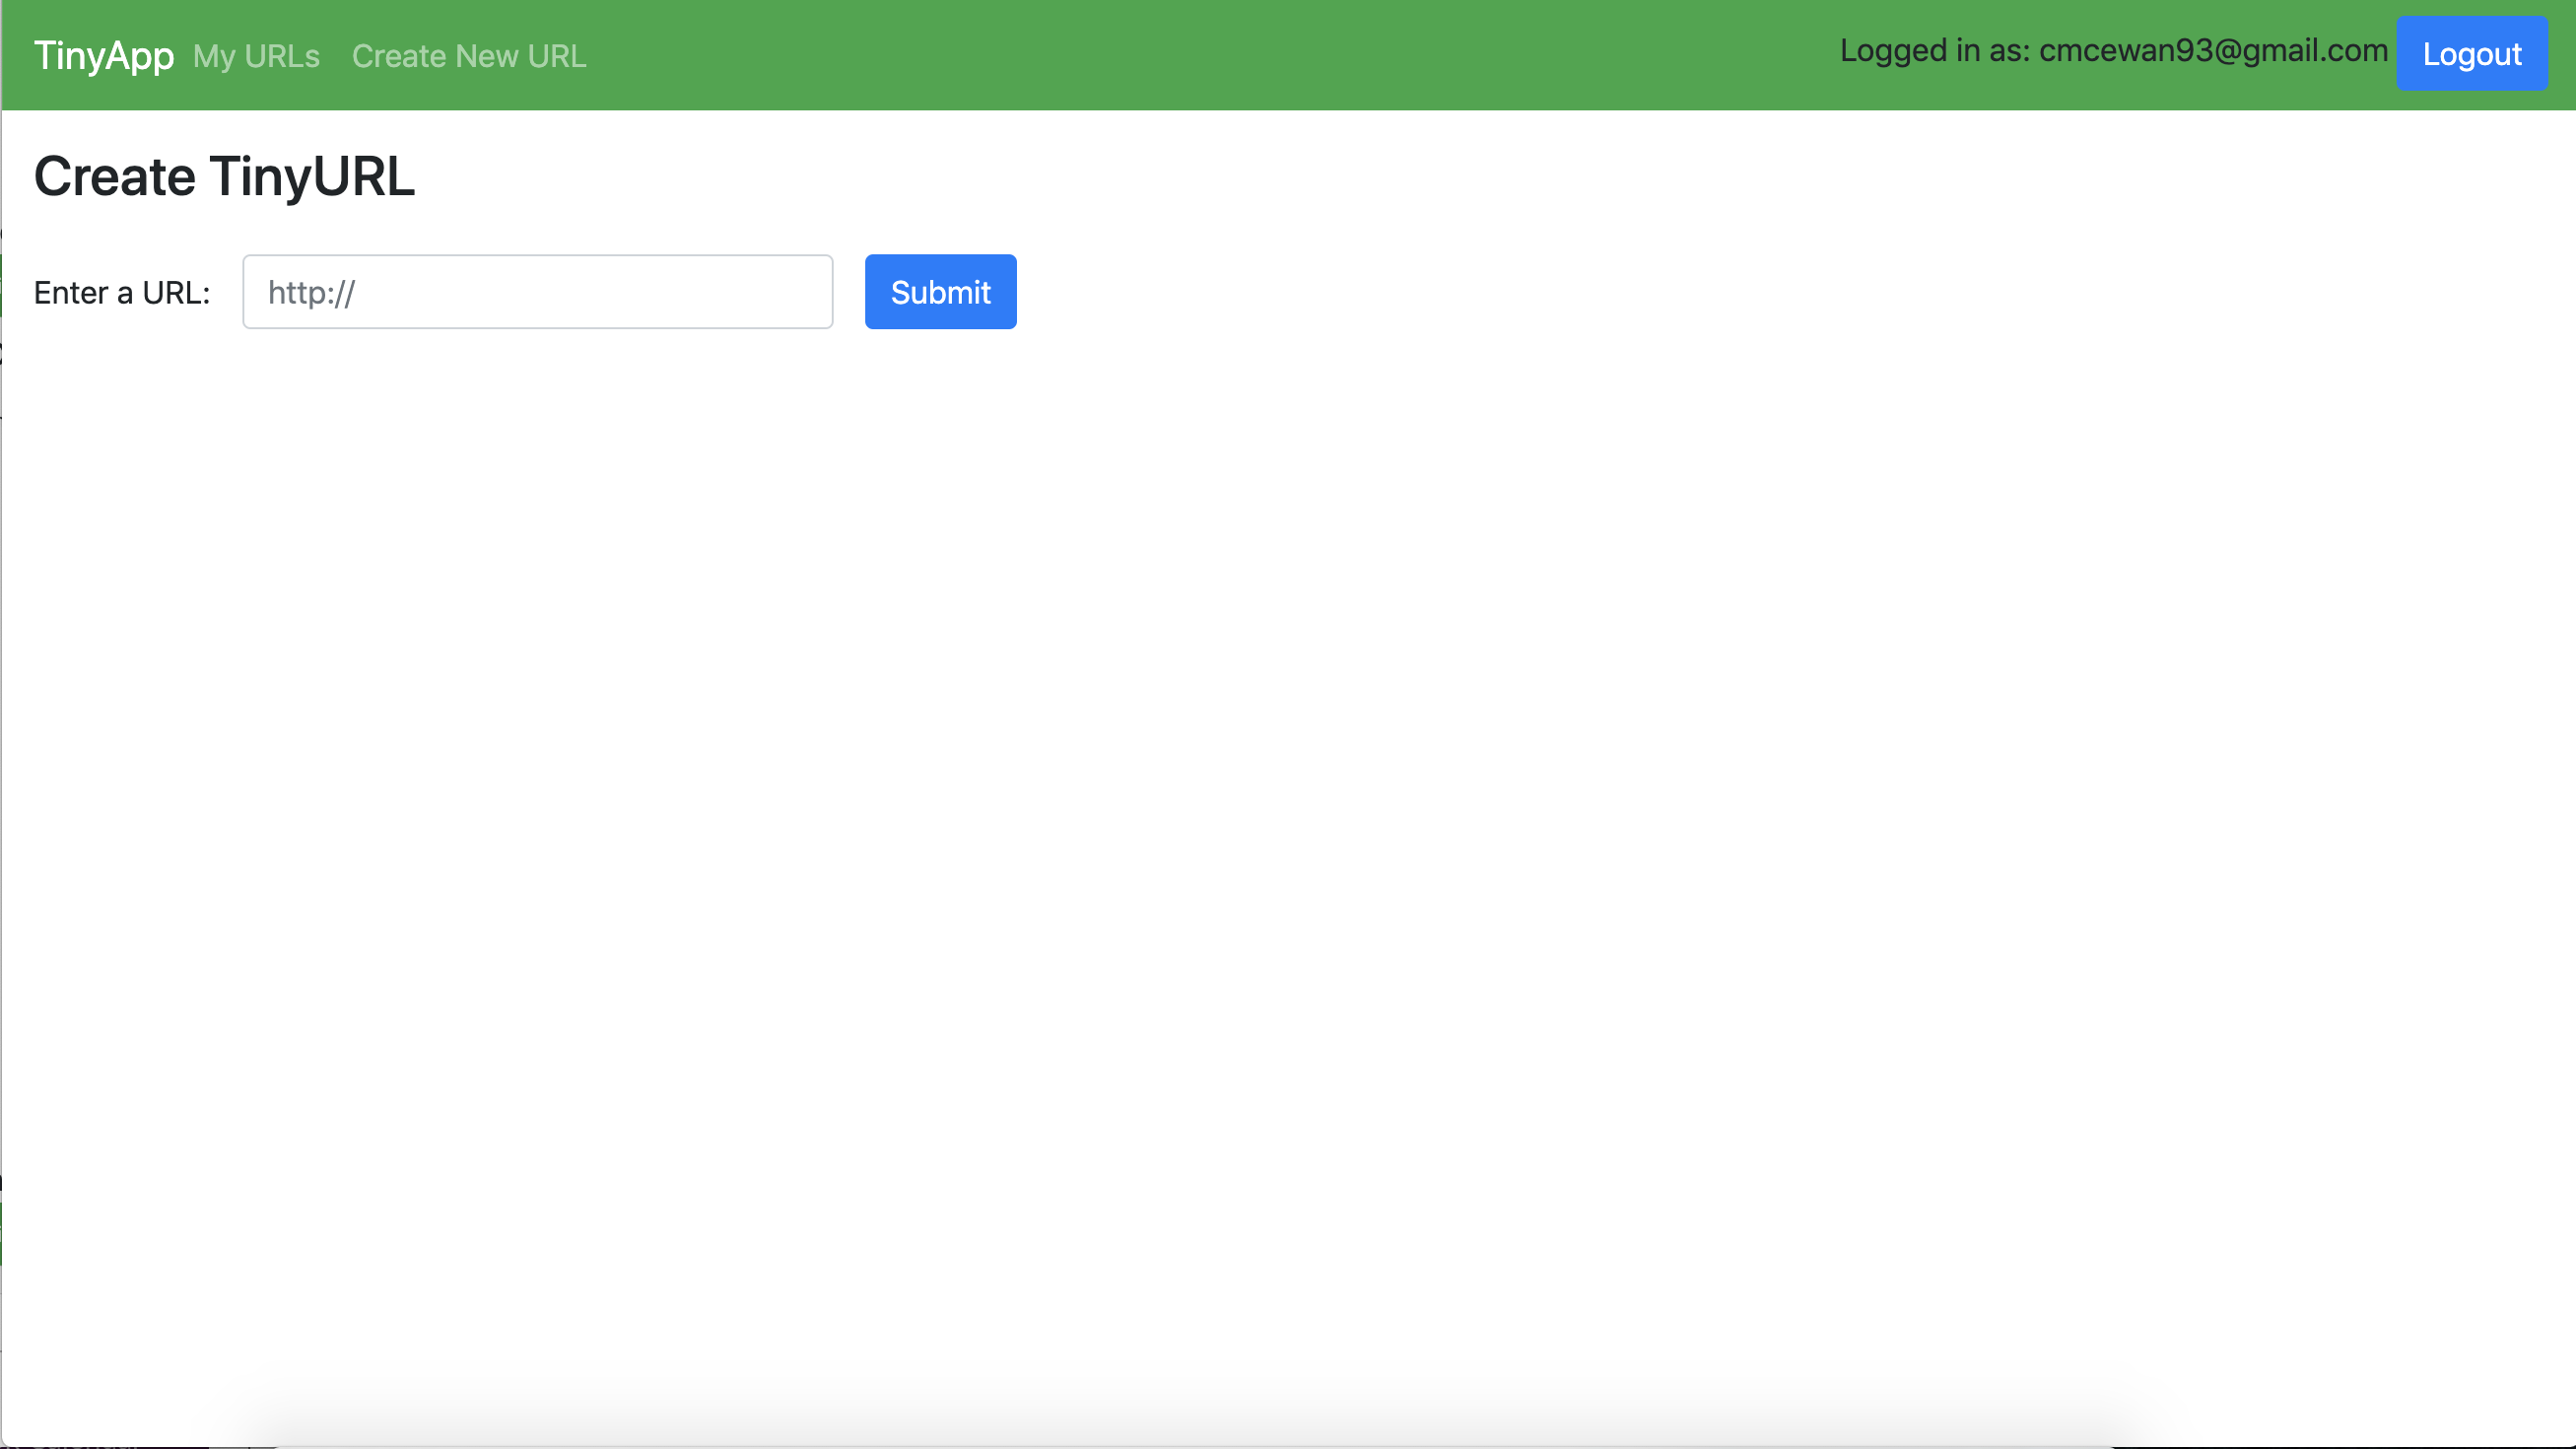 TinyApp My URLs Create New URL Logged in as: cmcewan93@gmail.com Logout
Create TinyURL
Enter a URL: http:// Submit